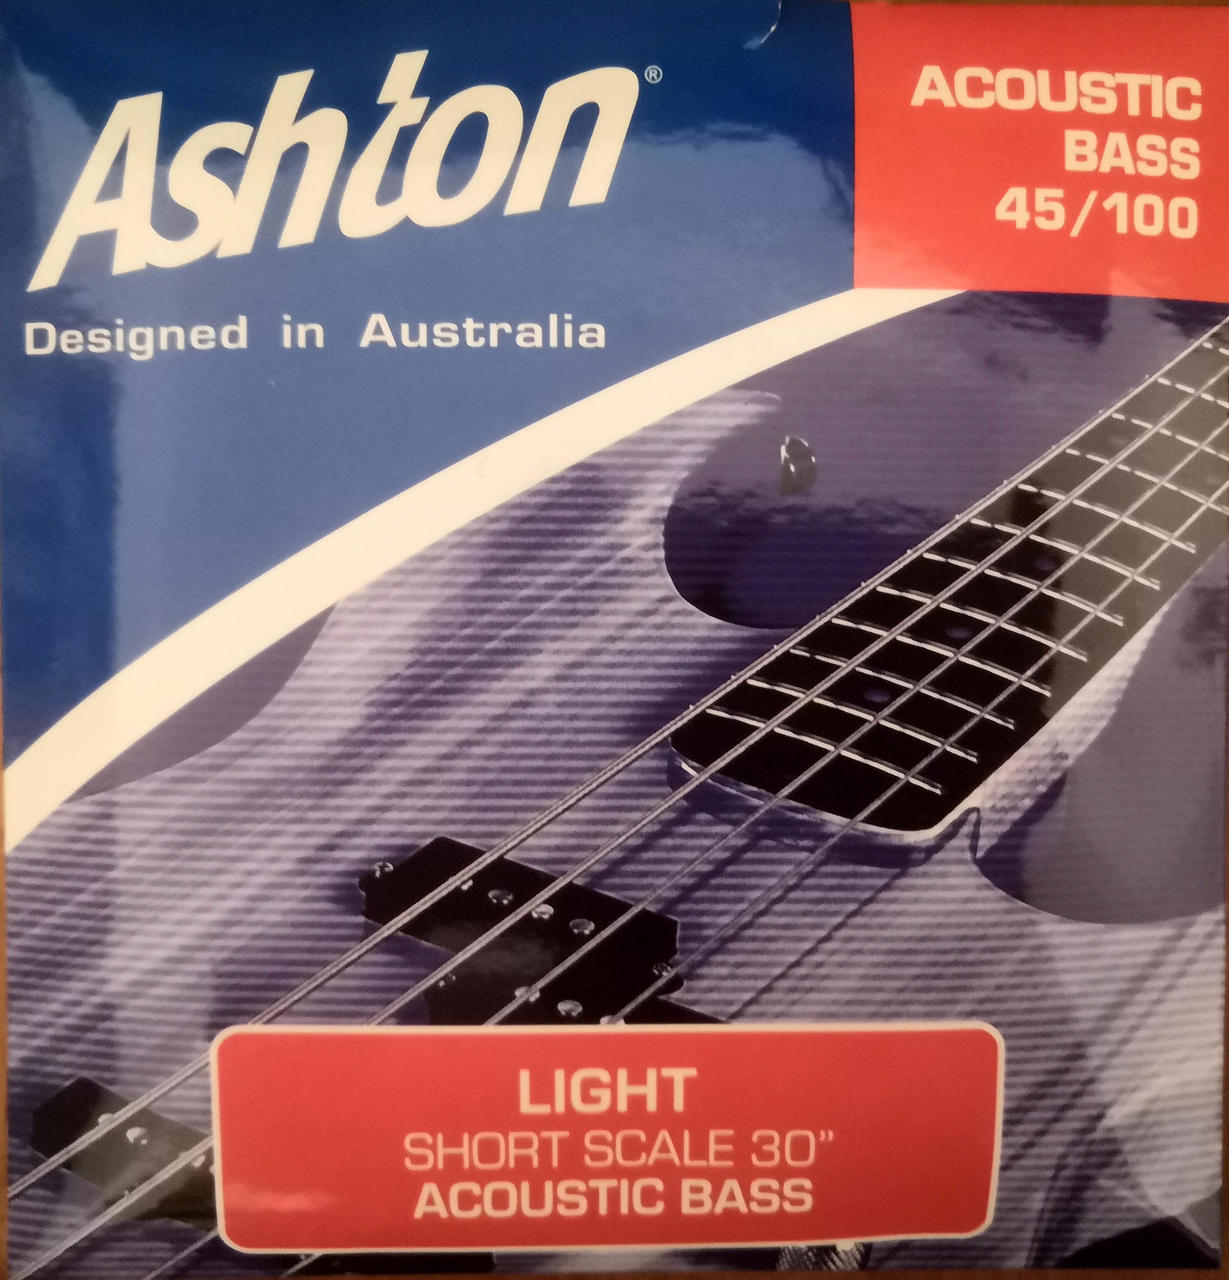 Ashton®
Designed in Australia
ACOUSTIC
BASS
45/100
LIGHT
SHORT SCALE 30”
ACOUSTIC BASS